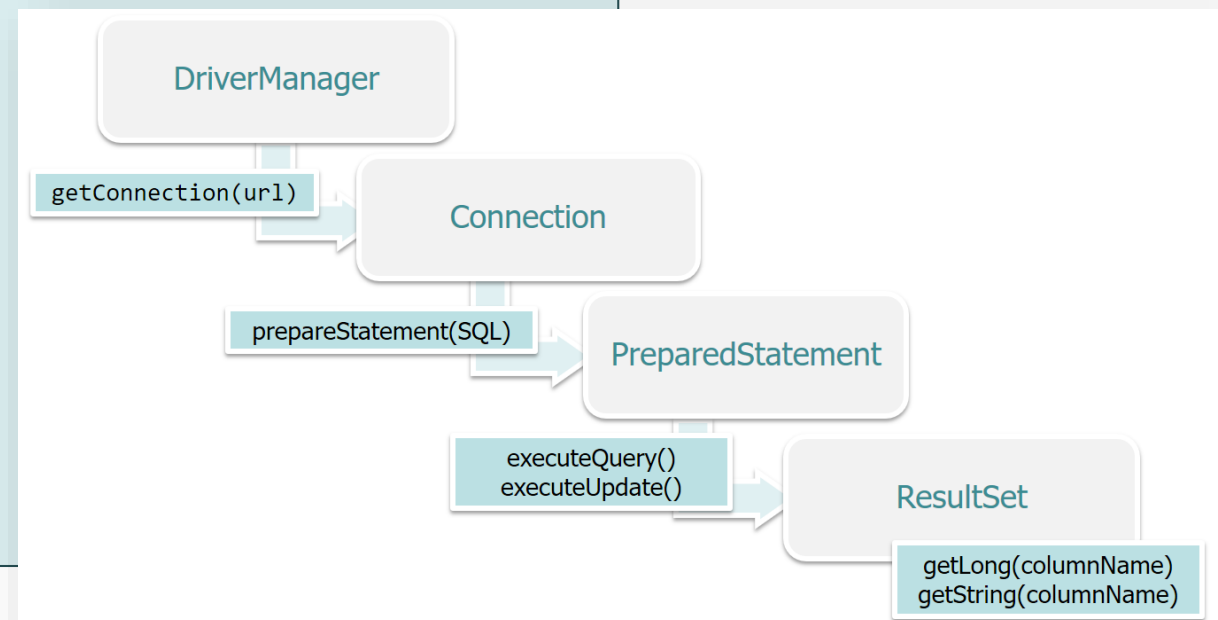 DriverManager
getConnection(url)
Connection
prepareStatement(SQL)
PreparedStatement
executeQuery()
executeUpdate()
ResultSet
getLong(columnName)
getString(columnName)